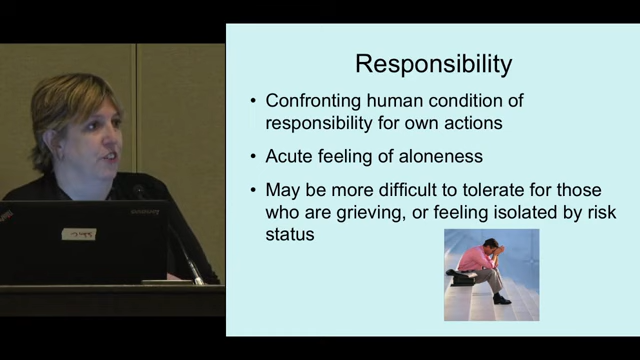 Responsibility
• Confronting human condition of
responsibility for own actions
• Acute feeling of aloneness
• May be more difficult to tolerate for those
who are grieving, or feeling isolated by risk
status
lenovo